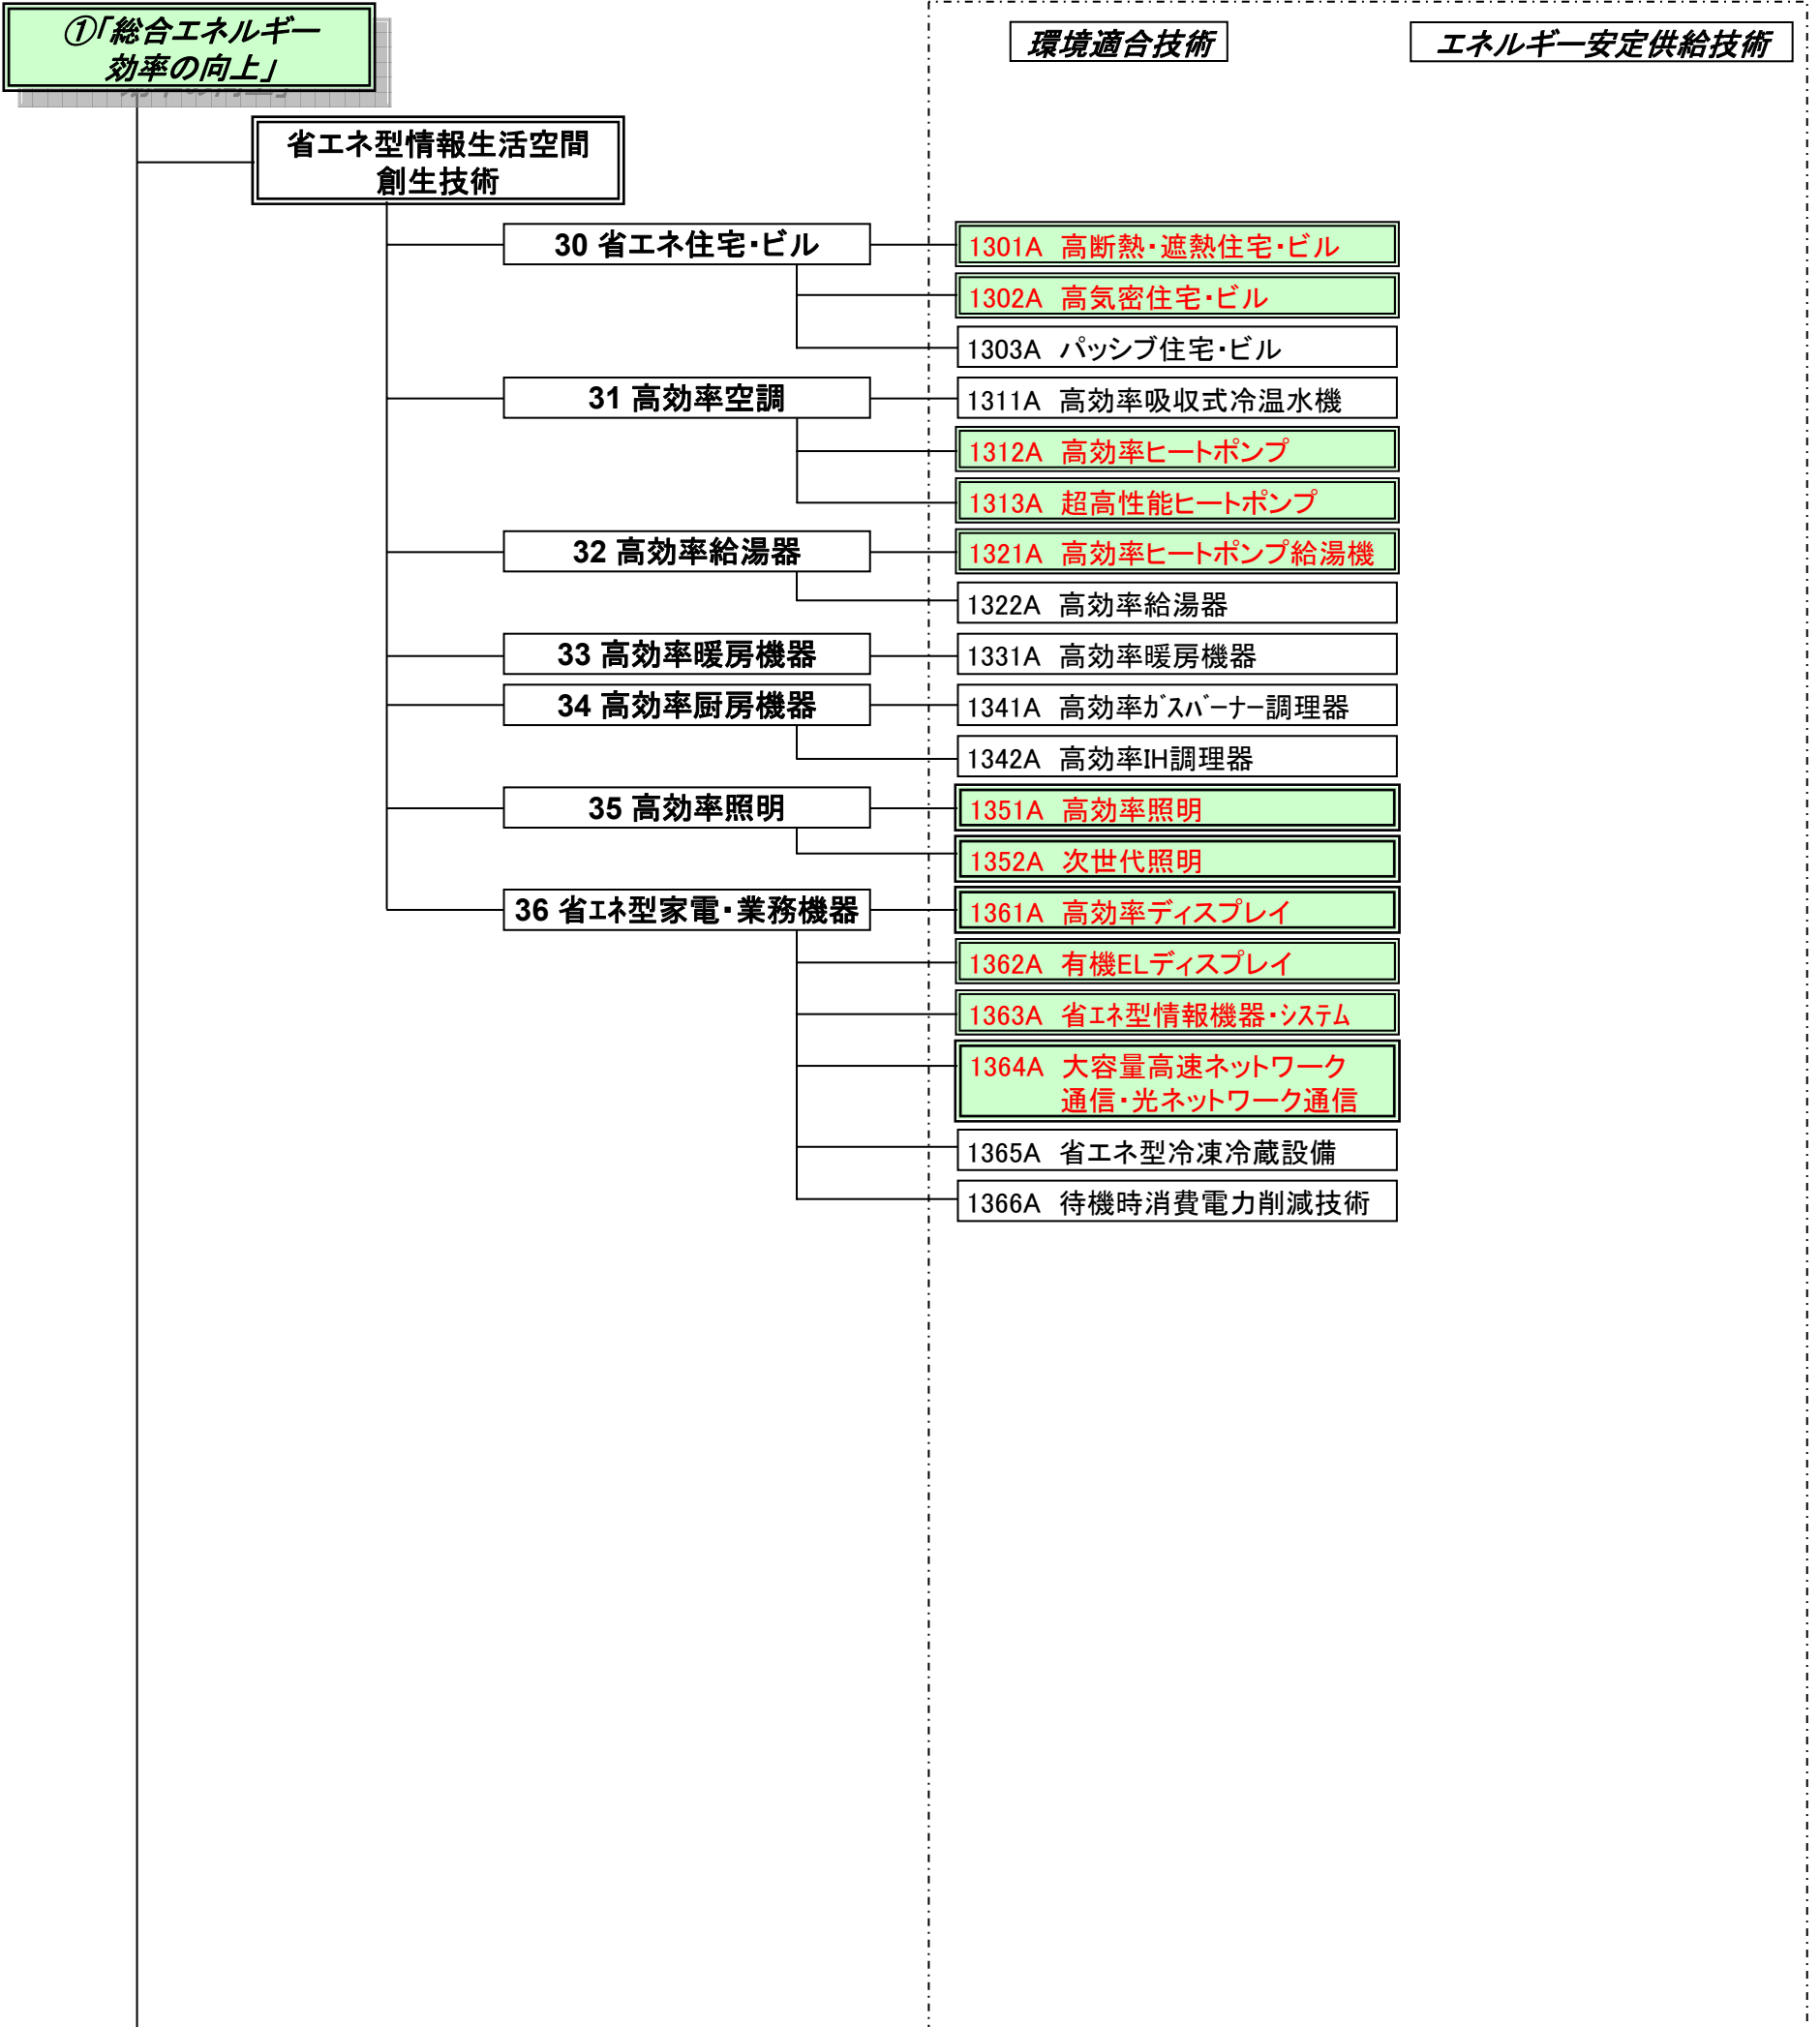 ①「総合エネルギー
効率の向上」
環境適合技術
エネルギー安定供給技術
省エネ型情報生活空間
創生技術
30 省エネ住宅・ビル
1301A 高断熱・遮熱住宅・ビル
1302A 高気密住宅・ビル
1303A パッシブ住宅・ビル
31 高効率空調
1311A 高効率吸収式冷温水機
1312A 高効率ヒートポンプ
1313A 超高性能ヒートポンプ
32 高効率給湯器
1321A 高効率ヒートポンプ給湯機
1322A 高効率給湯器
33 高効率暖房機器
1331A 高効率暖房機器
34 高効率厨房機器
1341A 高効率ガスバーナー調理器
1342A 高効率IH調理器
35 高効率照明
1351A 高効率照明
1352A 次世代照明
36 省エネ型家電・業務機器
1361A 高効率ディスプレイ
1362A 有機ELディスプレイ
1363A 省エネ型情報機器・システム
1364A 大容量高速ネットワーク
通信・光ネットワーク通信
1365A 省エネ型冷凍冷蔵設備
1366A 待機時消費電力削減技術